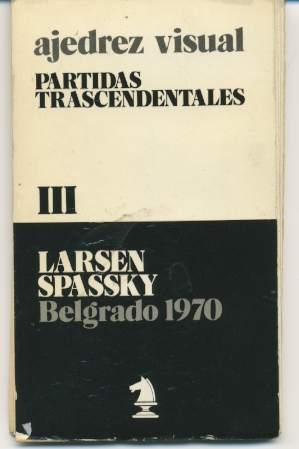 ajedrez visual
PARTIDAS
TRASCENDENTALES
III
LARSEN
SPASSKY
Belgrado 1970